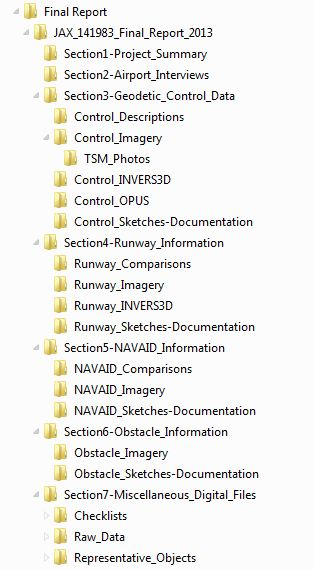 Final Report
JAX_141983_Final_Report_2013
Section1-Project_Summary
Section2-Airport_Interviews
Section3-Geodetic_Control_Data
Control_Descriptions
Control_Imagery
TSM_Photos
Control_INVERS3D
Control_OPUS
Control_Sketches-Documentation
Section4-Runway_Information
Runway_Comparisons
Runway_Imagery
Runway_INVERS3D
Runway_Sketches-Documentation
Section5-NAVAID_Information
NAVAID_Comparisons
NAVAID_Imagery
NAVAID_Sketches-Documentation
Section6-Obstacle_Information
Obstacle_Imagery
Obstacle_Sketches-Documentation
Section7-Miscellaneous_Digital_Files
Checklists
Raw_Data
Representative_Objects